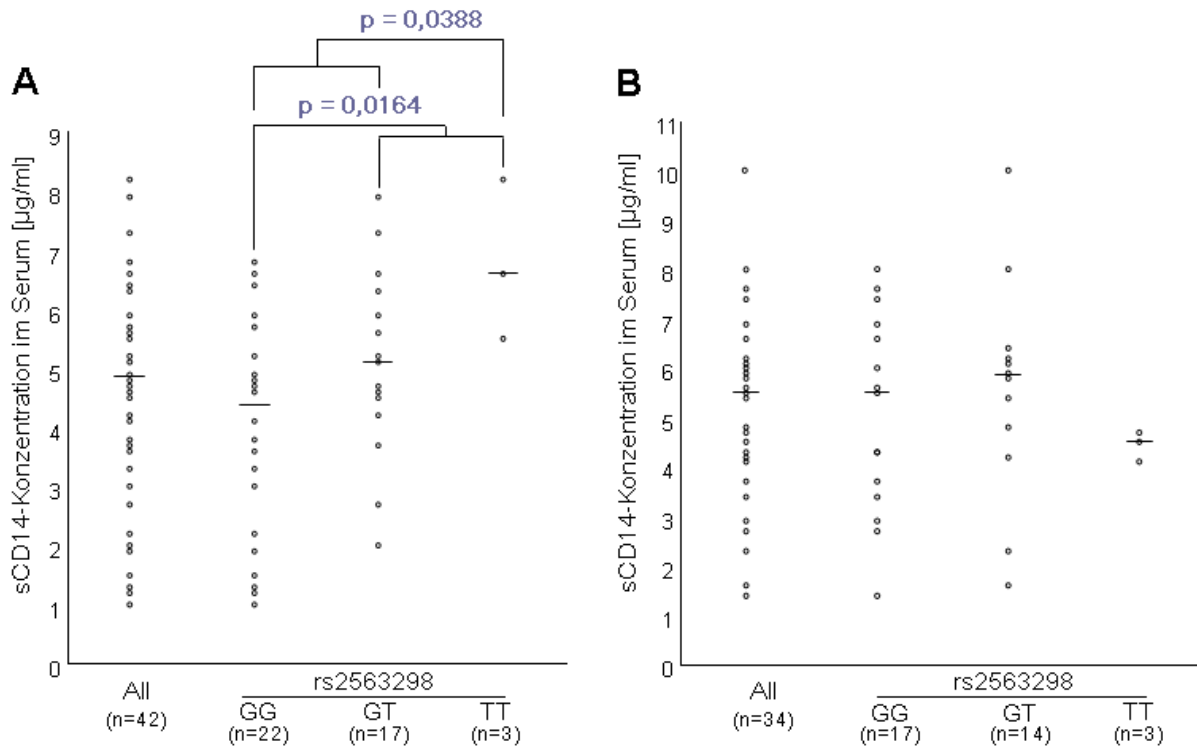 p = 0,0388
A
p = 0,0164
sCD14-Konzentration im Serum [µg/ml]
9
8
7
6
5
4
3
2
1
0
All
(n=42)
rs2563298
GG
(n=22)
GT
(n=17)
TT
(n=3)
B
sCD14-Konzentration im Serum [µg/ml]
11
10
9
8
7
6
5
4
3
2
1
0
All
(n=34)
rs2563298
GG
(n=17)
GT
(n=14)
TT
(n=3)